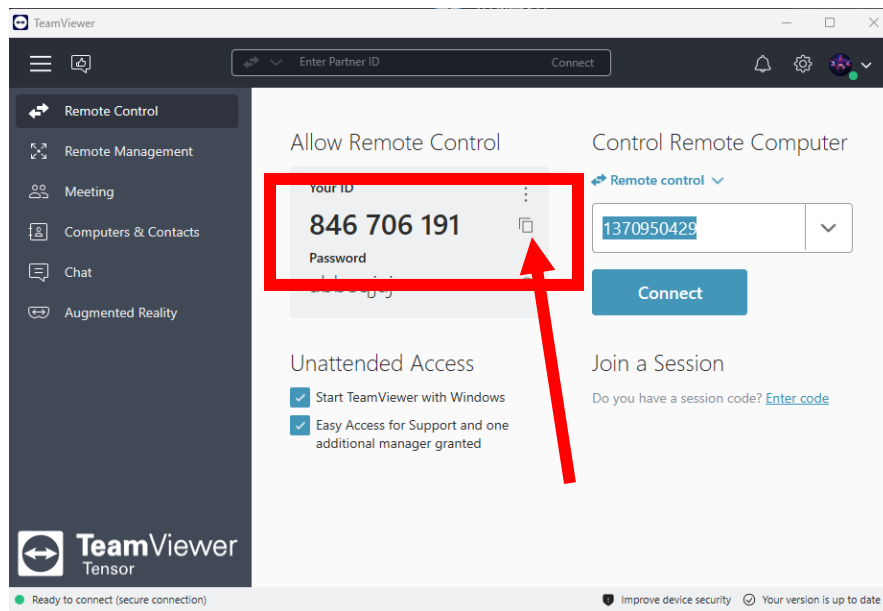 TeamViewer
Enter Partner ID
Connect
Remote Control
Remote Management
Meeting
Computers & Contacts
Chat
Augmented Reality
Allow Remote Control
Your ID
846 706 191
Password
Unattended Access
Start TeamViewer with Windows
Easy Access for Support and one
additional manager granted
Control Remote Computer
Remote control
1370950429
Connect
Join a Session
Do you have a session code? Enter code
TeamViewer
Tensor
Ready to connect (secure connection)
Improve device security
Your version is up to date